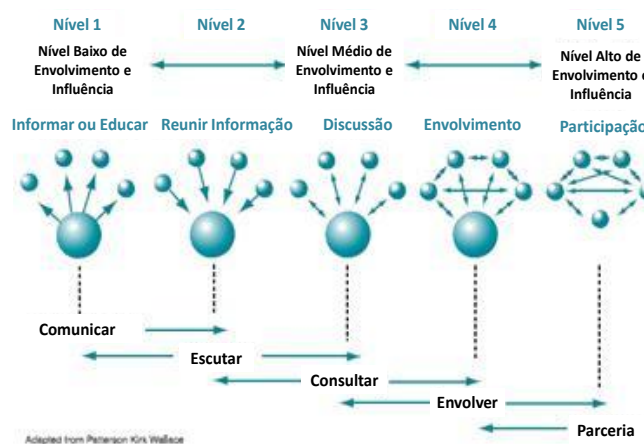 Nível 1
Nível 2
Nível 3
Nível 4
Nível 5
Nível Baixo de
Envolvimento e
Influência
Nível Médio de
Envolvimento e
Influência
Nível Alto de
Envolvimento e
Influência
Informar ou Educar
Reunir Informação
Discussão
Envolvimento
Participação
Comunicar
Escutar
Consultar
Envolver
Parceria
Adapted from Patterson Kirk Wallace